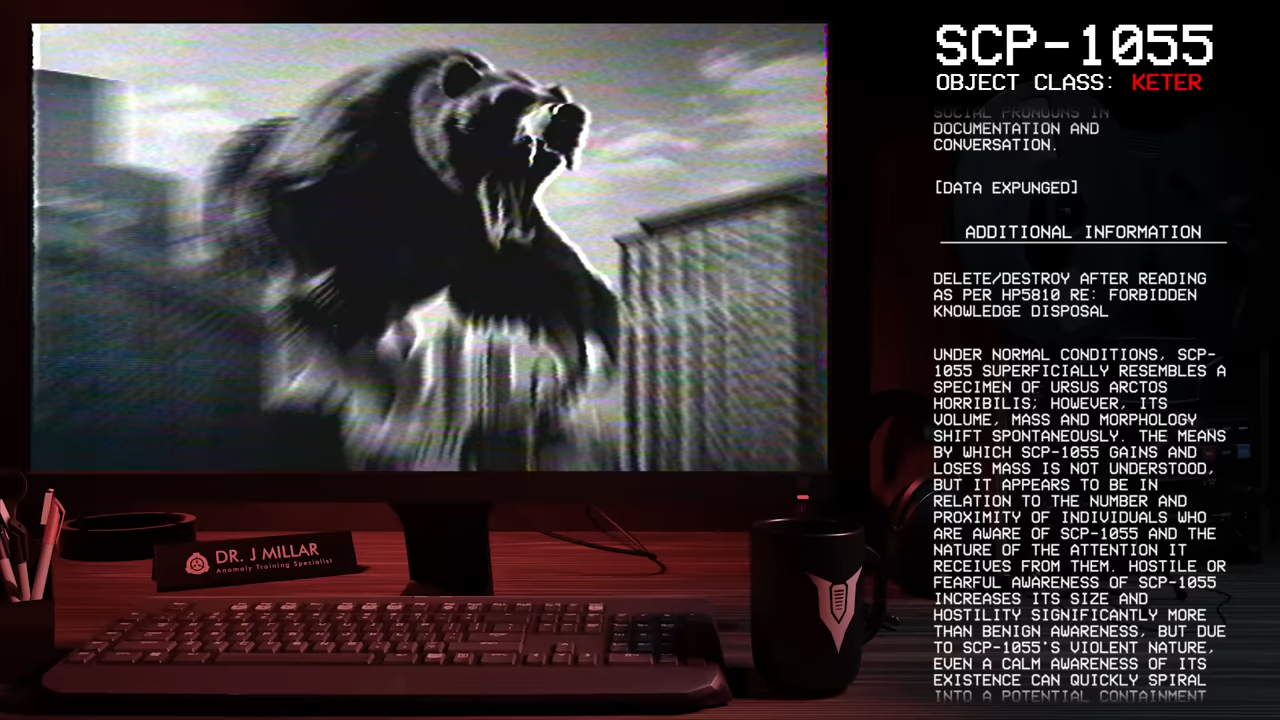 SCP-1055
OBJECT CLASS: KETER
SOCIAL PRONOUNS IN
DOCUMENTATION AND
CONVERSATION.
[DATA EXPUNGED]
ADDITIONAL INFORMATION
DELETE/DESTROY AFTER READING
AS PER HP5810 RE: FORBIDDEN
KNOWLEDGE DISPOSAL
UNDER NORMAL CONDITIONS, SCP-
1055 SUPERFICIALLY RESEMBLES A
SPECIMEN OF URSUS ARCTOS
HORRIBILIS; HOWEVER, ITS
VOLUME, MASS AND MORPHOLOGY
SHIFT SPONTANEOUSLY. THE MEANS
BY WHICH SCP-1055 GAINS AND
LOSES MASS IS NOT UNDERSTOOD,
BUT IT APPEARS TO BE IN
RELATION TO THE NUMBER AND
PROXIMITY OF INDIVIDUALS WHO
ARE AWARE OF SCP-1055 AND THE
NATURE OF THE ATTENTION IT
RECEIVES FROM THEM. HOSTILE OR
FEARFUL AWARENESS OF SCP-1055
INCREASES ITS SIZE AND
HOSTILITY SIGNIFICANTLY MORE
THAN BENIGN AWARENESS, BUT DUE
TO SCP-1055'S VIOLENT NATURE,
EVEN A CALM AWARENESS OF ITS
EXISTENCE CAN QUICKLY SPIRAL
INTO A POTENTIAL CONTAINMENT
DR. J MILLAR
Anomaly Training Specialist